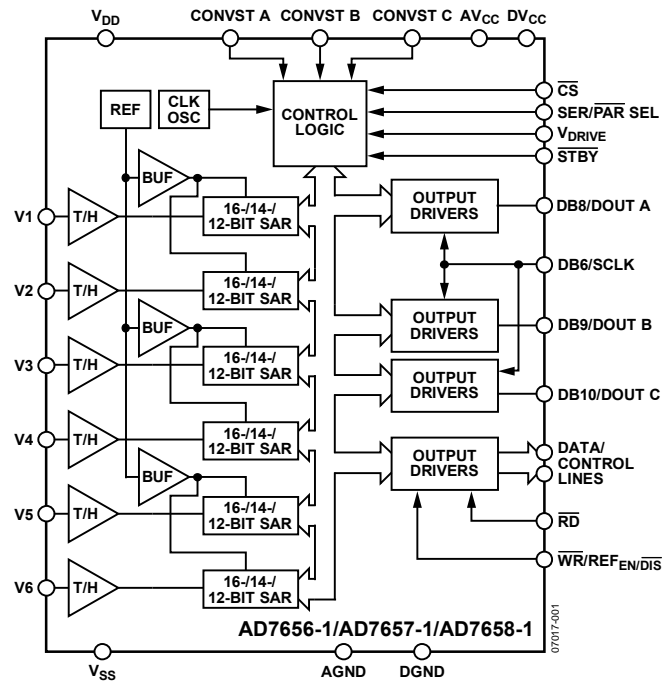 VDD
CONVST A
CONVST B
CONVST C
AVCC
DVCC
REF
CLK
OSC
CONTROL
LOGIC
CS
SER/PAR SEL
VDRIVE
STBY
BUF
V1
T/H
16-/14-/
12-BIT SAR
OUTPUT
DRIVERS
DB8/DOUT A
V2
T/H
16-/14-/
12-BIT SAR
DB6/SCLK
BUF
OUTPUT
DRIVERS
DB9/DOUT B
V3
T/H
16-/14-/
12-BIT SAR
OUTPUT
DRIVERS
DB10/DOUT C
V4
T/H
16-/14-/
12-BIT SAR
OUTPUT
DRIVERS
DATA/
CONTROL
LINES
BUF
V5
T/H
16-/14-/
12-BIT SAR
RD
WR/REFEN/DIS
V6
T/H
16-/14-/
12-BIT SAR
AD7656-1/AD7657-1/AD7658-1
07017-001
VSS
AGND
DGND